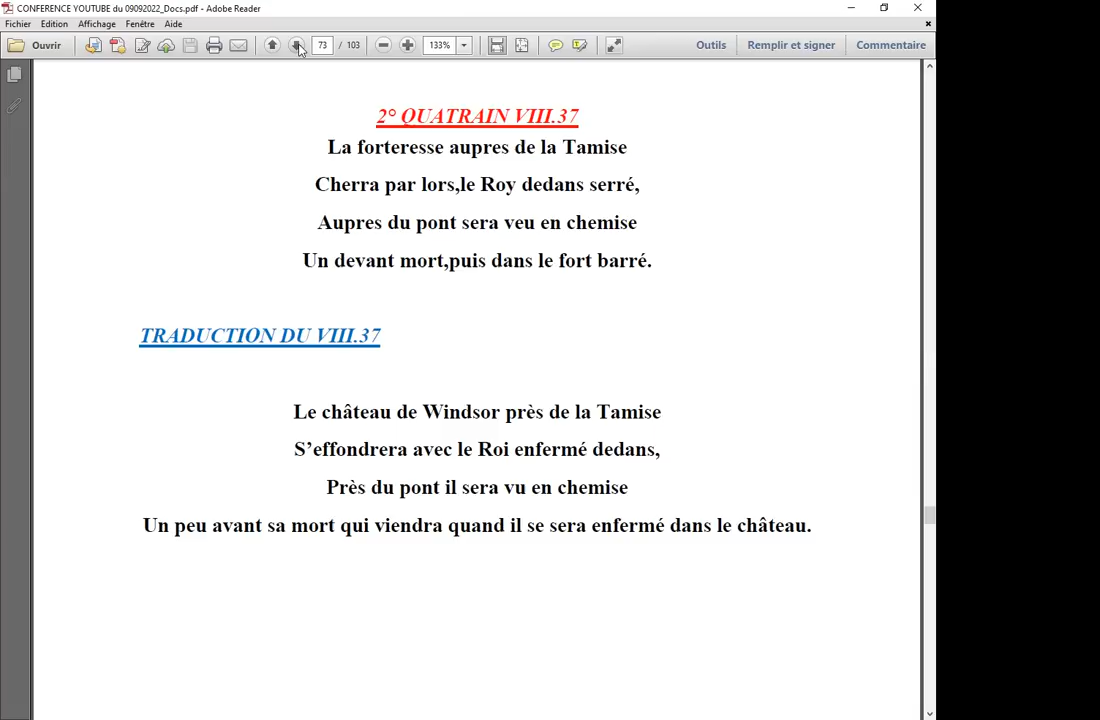 CONFERENCE YOUTUBE du 09092022_Docs.pdf - Adobe Reader
Fichier Edition Affichage Fenêtre Aide
Ouvrir 73 / 103 133% Outils Remplir et signer Commentaire
2° QUATRAIN VIII.37
La forteresse aupres de la Tamise
Cherra par lors,le Roy dedans serré,
Aupres du pont sera veu en chemise
Un devant mort,puis dans le fort barré.
TRADUCTION DU VIII.37
Le château de Windsor près de la Tamise
S’effondrera avec le Roi enfermé dedans,
Près du pont il sera vu en chemise
Un peu avant sa mort qui viendra quand il se sera enfermé dans le château.